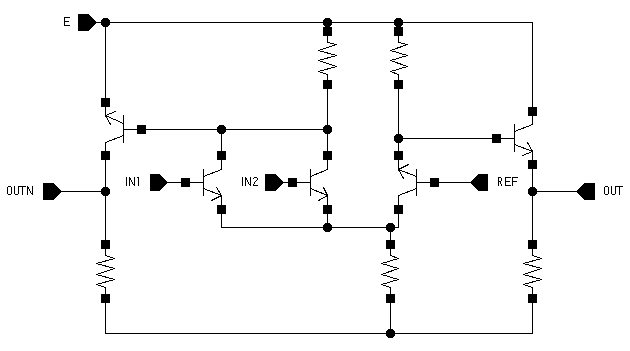 E
IN1
IN2
REF
OUTN
OUT